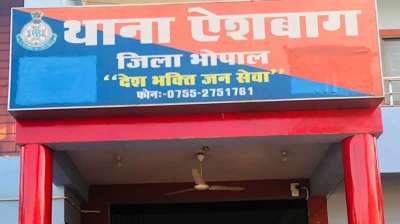 थाना ऐशबाग
जिला भोपाल
“देश भक्ति जन सेवा”
फोनः-0755-2751761